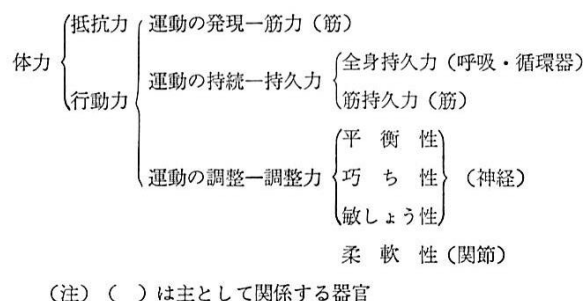 抵抗力 運動の発現―筋力(筋)
体力 全身持久力(呼吸・循環器)
運動の持続―持久力
行動力 筋持久力(筋)
平衡性
運動の調整―調整力 巧ち性 (神経)
敏しょう性
柔軟性(関節)
(注)( )は主として関係する器官